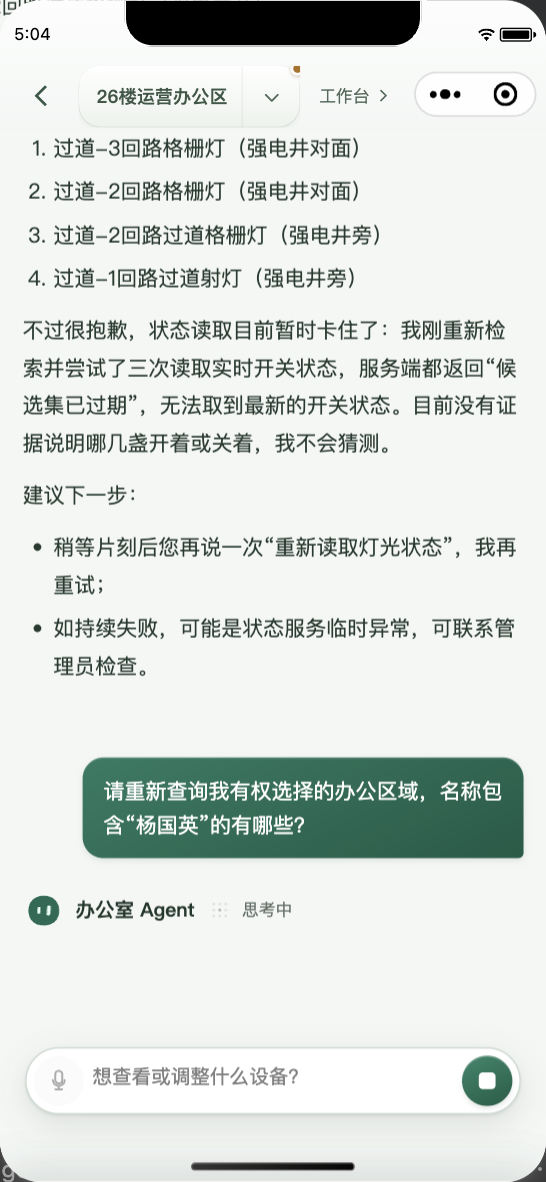 5:04
26楼运营办公区
工作台
1. 过道-3回路格栅灯（强电井对面）
2. 过道-2回路格栅灯（强电井对面）
3. 过道-2回路过道格栅灯（强电井旁）
4. 过道-1回路过道射灯（强电井旁）
不过很抱歉，状态读取目前暂时卡住了：我刚重新检
索并尝试了三次读取实时开关状态，服务端都返回“候
选集已过期”，无法取到最新的开关状态。目前没有证
据说明哪几盏开着或关着，我不会猜测。
建议下一步：
• 稍等片刻后您再说一次“重新读取灯光状态”，我再
重试；
• 如持续失败，可能是状态服务临时异常，可联系管
理员检查。
请重新查询我有权选择的办公区域，名称包
含“杨国英”的有哪些？
办公室 Agent 思考中
想查看或调整什么设备？